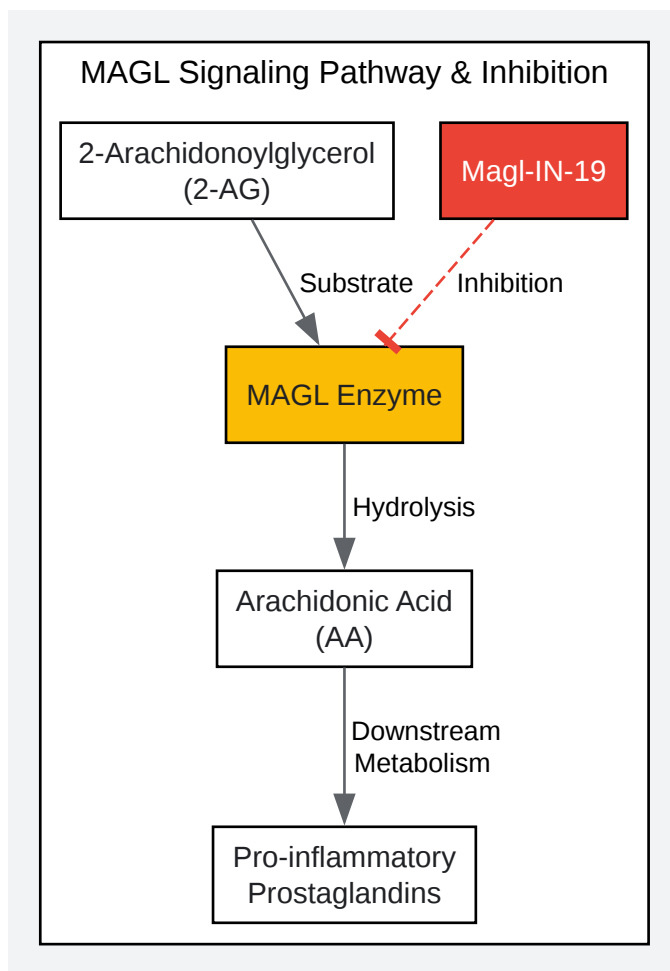 MAGL Signaling Pathway & Inhibition
2-Arachidonoylglycerol
(2-AG)
Magl-IN-19
Substrate
Inhibition
MAGL Enzyme
Hydrolysis
Arachidonic Acid
(AA)
Downstream
Metabolism
Pro-inflammatory
Prostaglandins